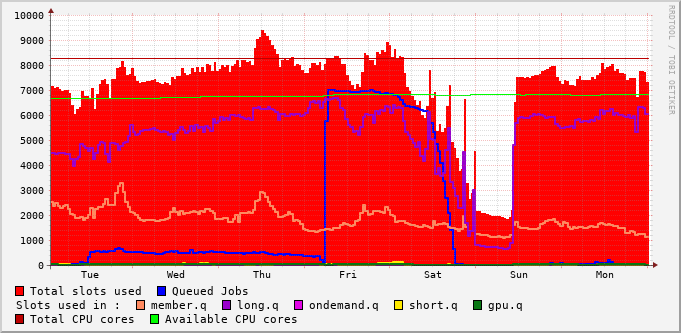 10000
9000
8000
7000
6000
5000
4000
3000
2000
1000
0
Tue Wed Thu Fri Sat Sun Mon
RRDTOOL / TOBI OETIKER
Total slots used Queued Jobs
Slots used in : member.q long.q ondemand.q short.q gpu.q
Total CPU cores Available CPU cores